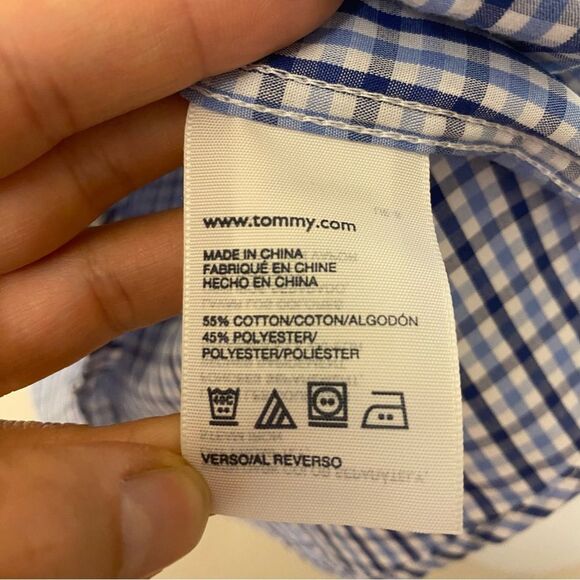 www.tommy.com
MADE IN CHINA
FABRIQUÉ EN CHINE
HECHO EN CHINA
55% COTTON/COTON/ALGODÓN
45% POLYESTER/
POLYESTER/POLIÉSTER
40C
VERSO/AL REVERSO